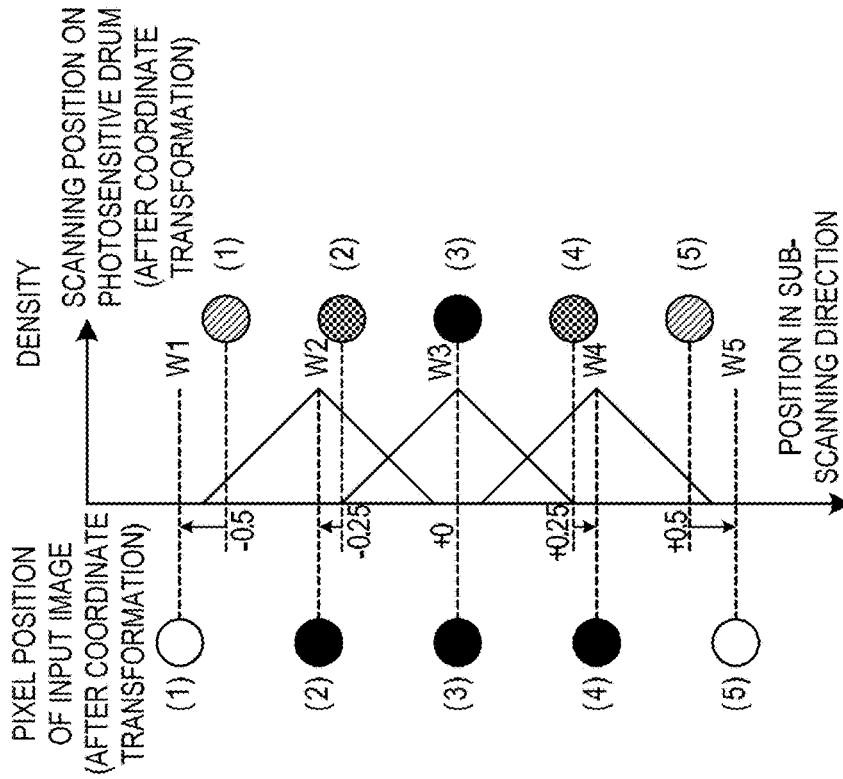 PIXEL POSITION
OF INPUT IMAGE
(AFTER COORDINATE
TRANSFORMATION)
DENSITY
SCANNING POSITION ON
PHOTOSENSITIVE DRUM
(AFTER COORDINATE
TRANSFORMATION)
(1)
-0.5
W1
(1)
(2)
-0.25
W2
(2)
(3)
+0
W3
(3)
(4)
+0.25
W4
(4)
(5)
+0.5
W5
(5)
POSITION IN SUB-
SCANNING DIRECTION